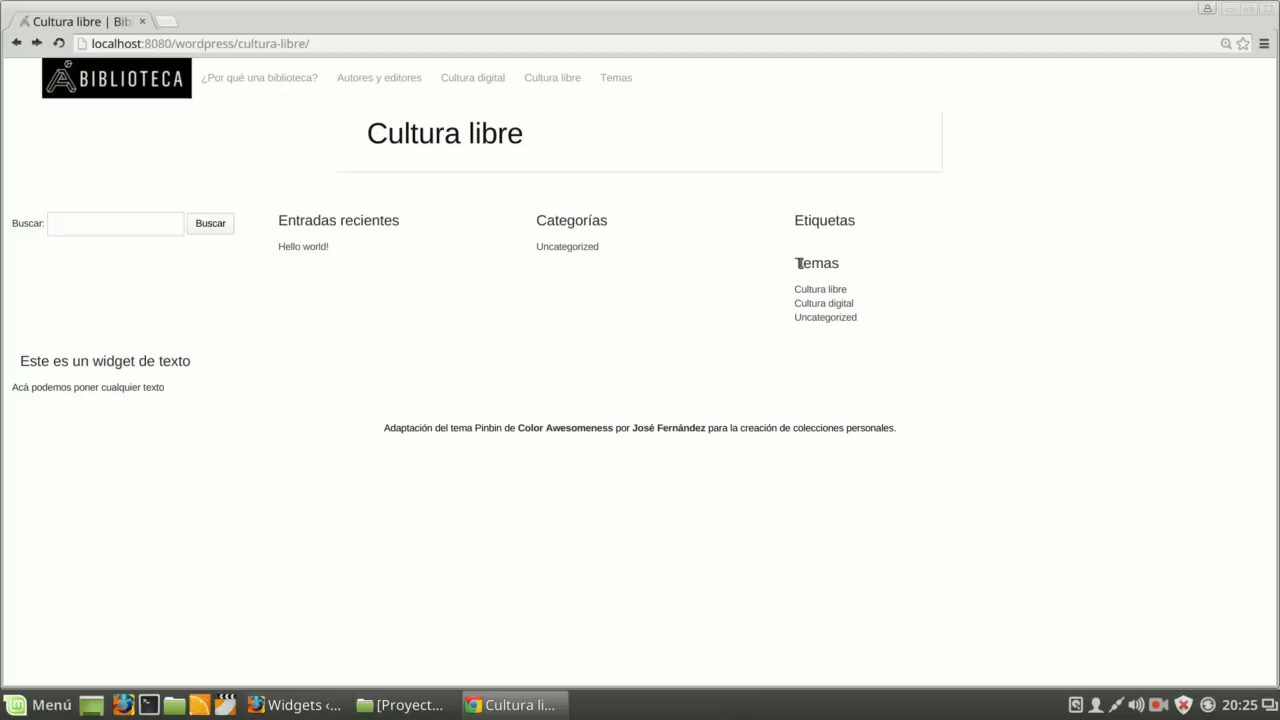 Cultura libre | Bib
localhost:8080/wordpress/cultura-libre/
BIBLIOTECA
¿Por qué una biblioteca? Autores y editores Cultura digital Cultura libre Temas
Cultura libre
Buscar: Buscar
Entradas recientes
Hello world!
Categorías
Uncategorized
Etiquetas
Temas
Cultura libre
Cultura digital
Uncategorized
Este es un widget de texto
Acá podemos poner cualquier texto
Adaptación del tema Pinbin de Color Awesomeness por José Fernández para la creación de colecciones personales.
Menú Widgets ‹... [Proyect... Cultura li... 20:25